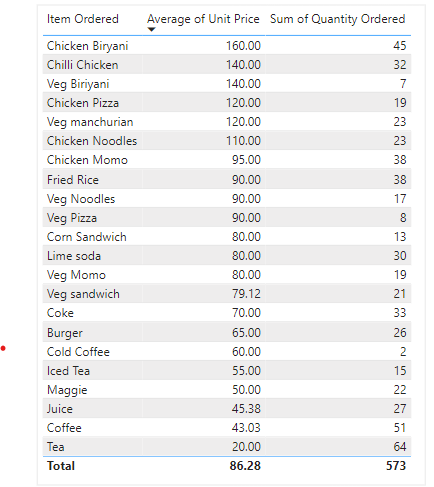 Item Ordered Average of Unit Price Sum of Quantity Ordered
Chicken Biryani 160.00 45
Chilli Chicken 140.00 32
Veg Biriyani 140.00 7
Chicken Pizza 120.00 19
Veg manchurian 120.00 23
Chicken Noodles 110.00 23
Chicken Momo 95.00 38
Fried Rice 90.00 38
Veg Noodles 90.00 17
Veg Pizza 90.00 8
Corn Sandwich 80.00 13
Lime soda 80.00 30
Veg Momo 80.00 19
Veg sandwich 79.12 21
Coke 70.00 33
Burger 65.00 26
Cold Coffee 60.00 2
Iced Tea 55.00 15
Maggie 50.00 22
Juice 45.38 27
Coffee 43.03 51
Tea 20.00 64
Total 86.28 573